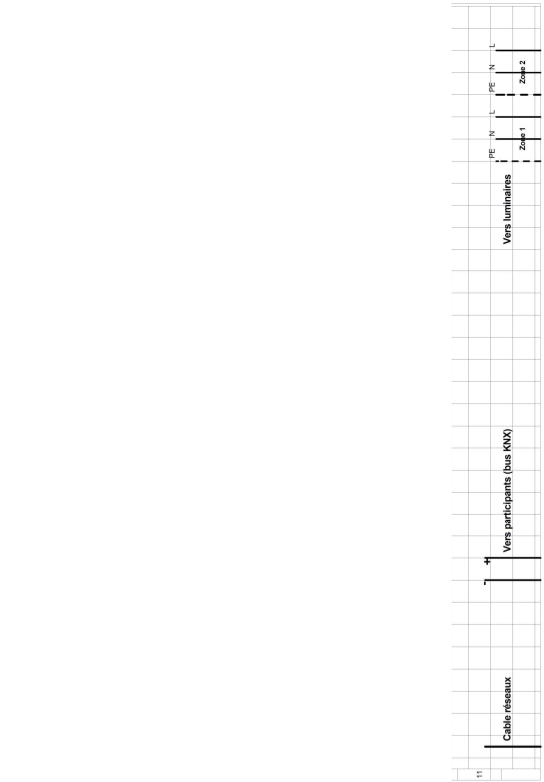 Cable réseaux
- +
Vers participants (bus KNX)
Vers luminaires
PE N L
Zone 1
PE N L
Zone 2
11